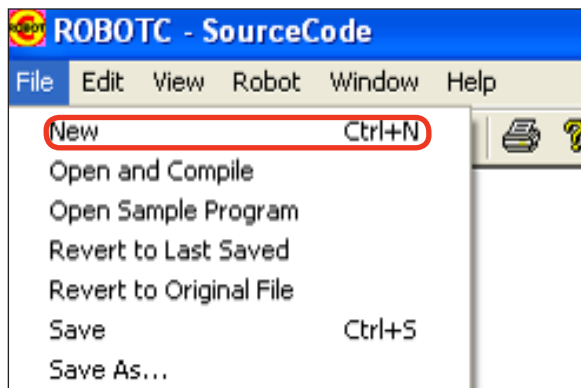 ROBOT ROBOTC - SourceCode
File Edit View Robot Window Help
New Ctrl+N
Open and Compile
Open Sample Program
Revert to Last Saved
Revert to Original File
Save Ctrl+S
Save As...